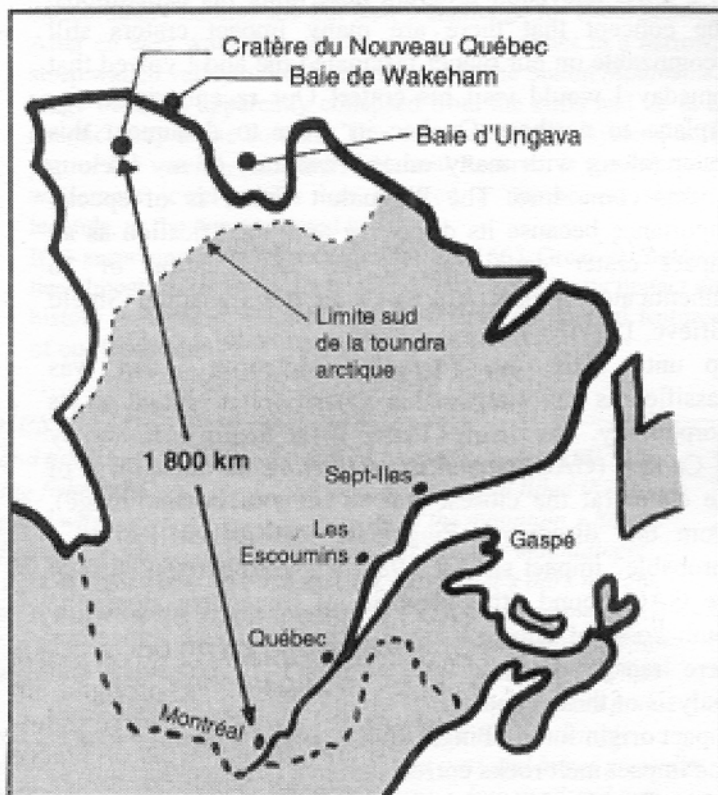 Cratère du Nouveau Québec
Baie de Wakeham
Baie d'Ungava
Limite sud
de la toundra
arctique
1 800 km
Sept-Iles
Les
Escoumins
Gaspé
Québec
Montréal